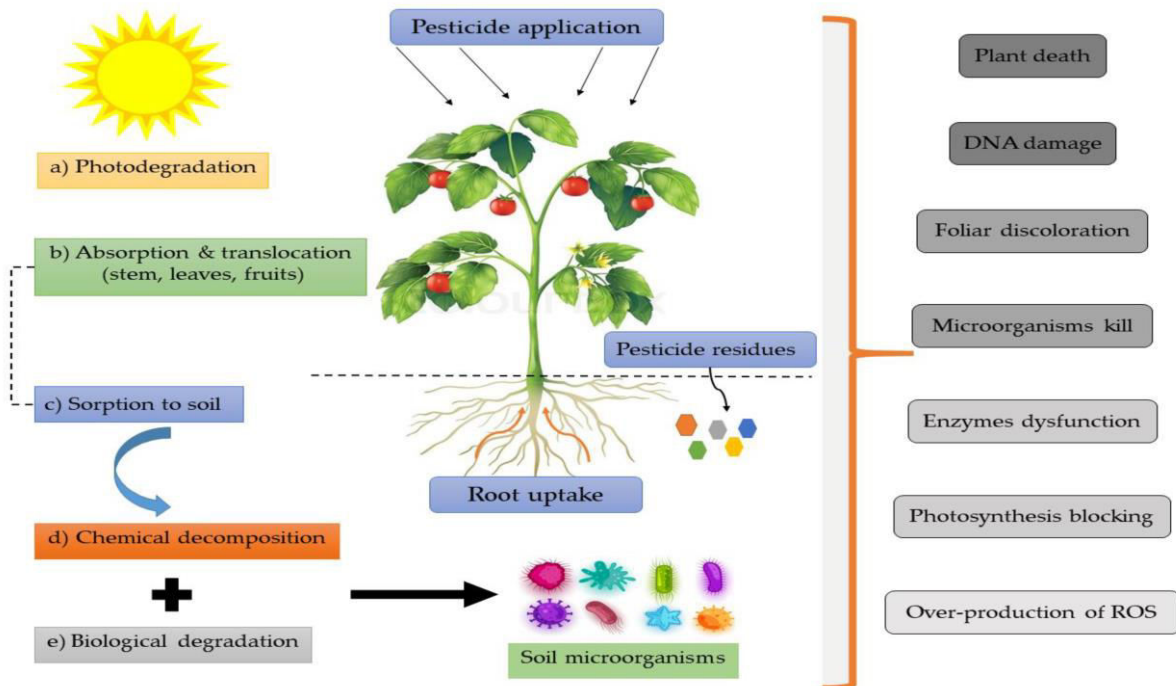 Pesticide application
a) Photodegradation
b) Absorption & translocation
(stem, leaves, fruits)
Pesticide residues
c) Sorption to soil
Root uptake
d) Chemical decomposition
e) Biological degradation
Soil microorganisms
Plant death
DNA damage
Foliar discoloration
Microorganisms kill
Enzymes dysfunction
Photosynthesis blocking
Over-production of ROS